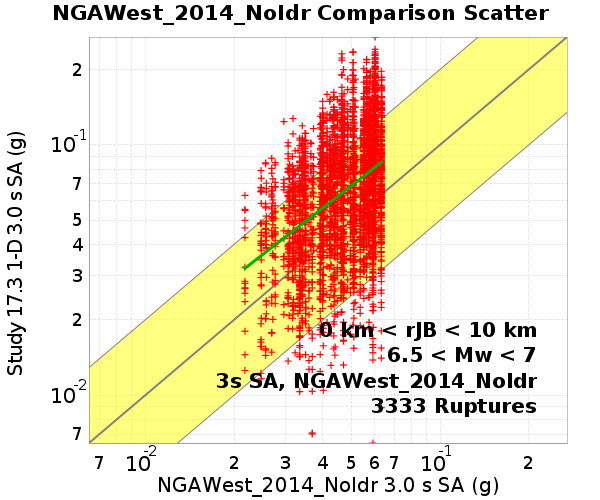 NGAWest_2014_NoIdr Comparison Scatter
Study 17.3 1-D 3.0 s SA (g)
2
10⁻¹
7
5
4
3
2
10⁻²
7
0 km < rJB < 10 km
6.5 < Mw < 7
3s SA, NGAWest_2014_NoIdr
3333 Ruptures
7 10⁻² 2 3 4 5 6 7 10⁻¹ 2
NGAWest_2014_NoIdr 3.0 s SA (g)